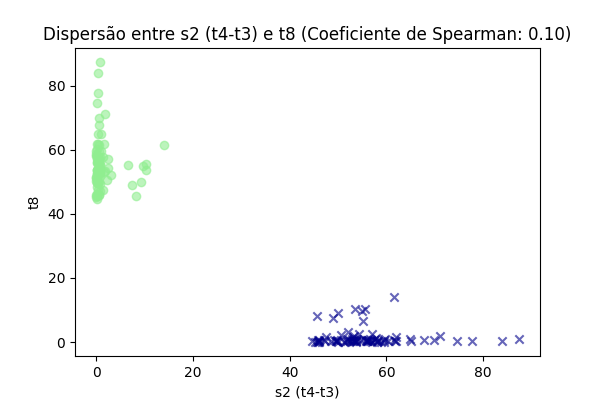 Dispersão entre s2 (t4-t3) e t8 (Coeficiente de Spearman: 0.10)
80
60
t8
40
20
0
0 20 40 60 80
s2 (t4-t3)